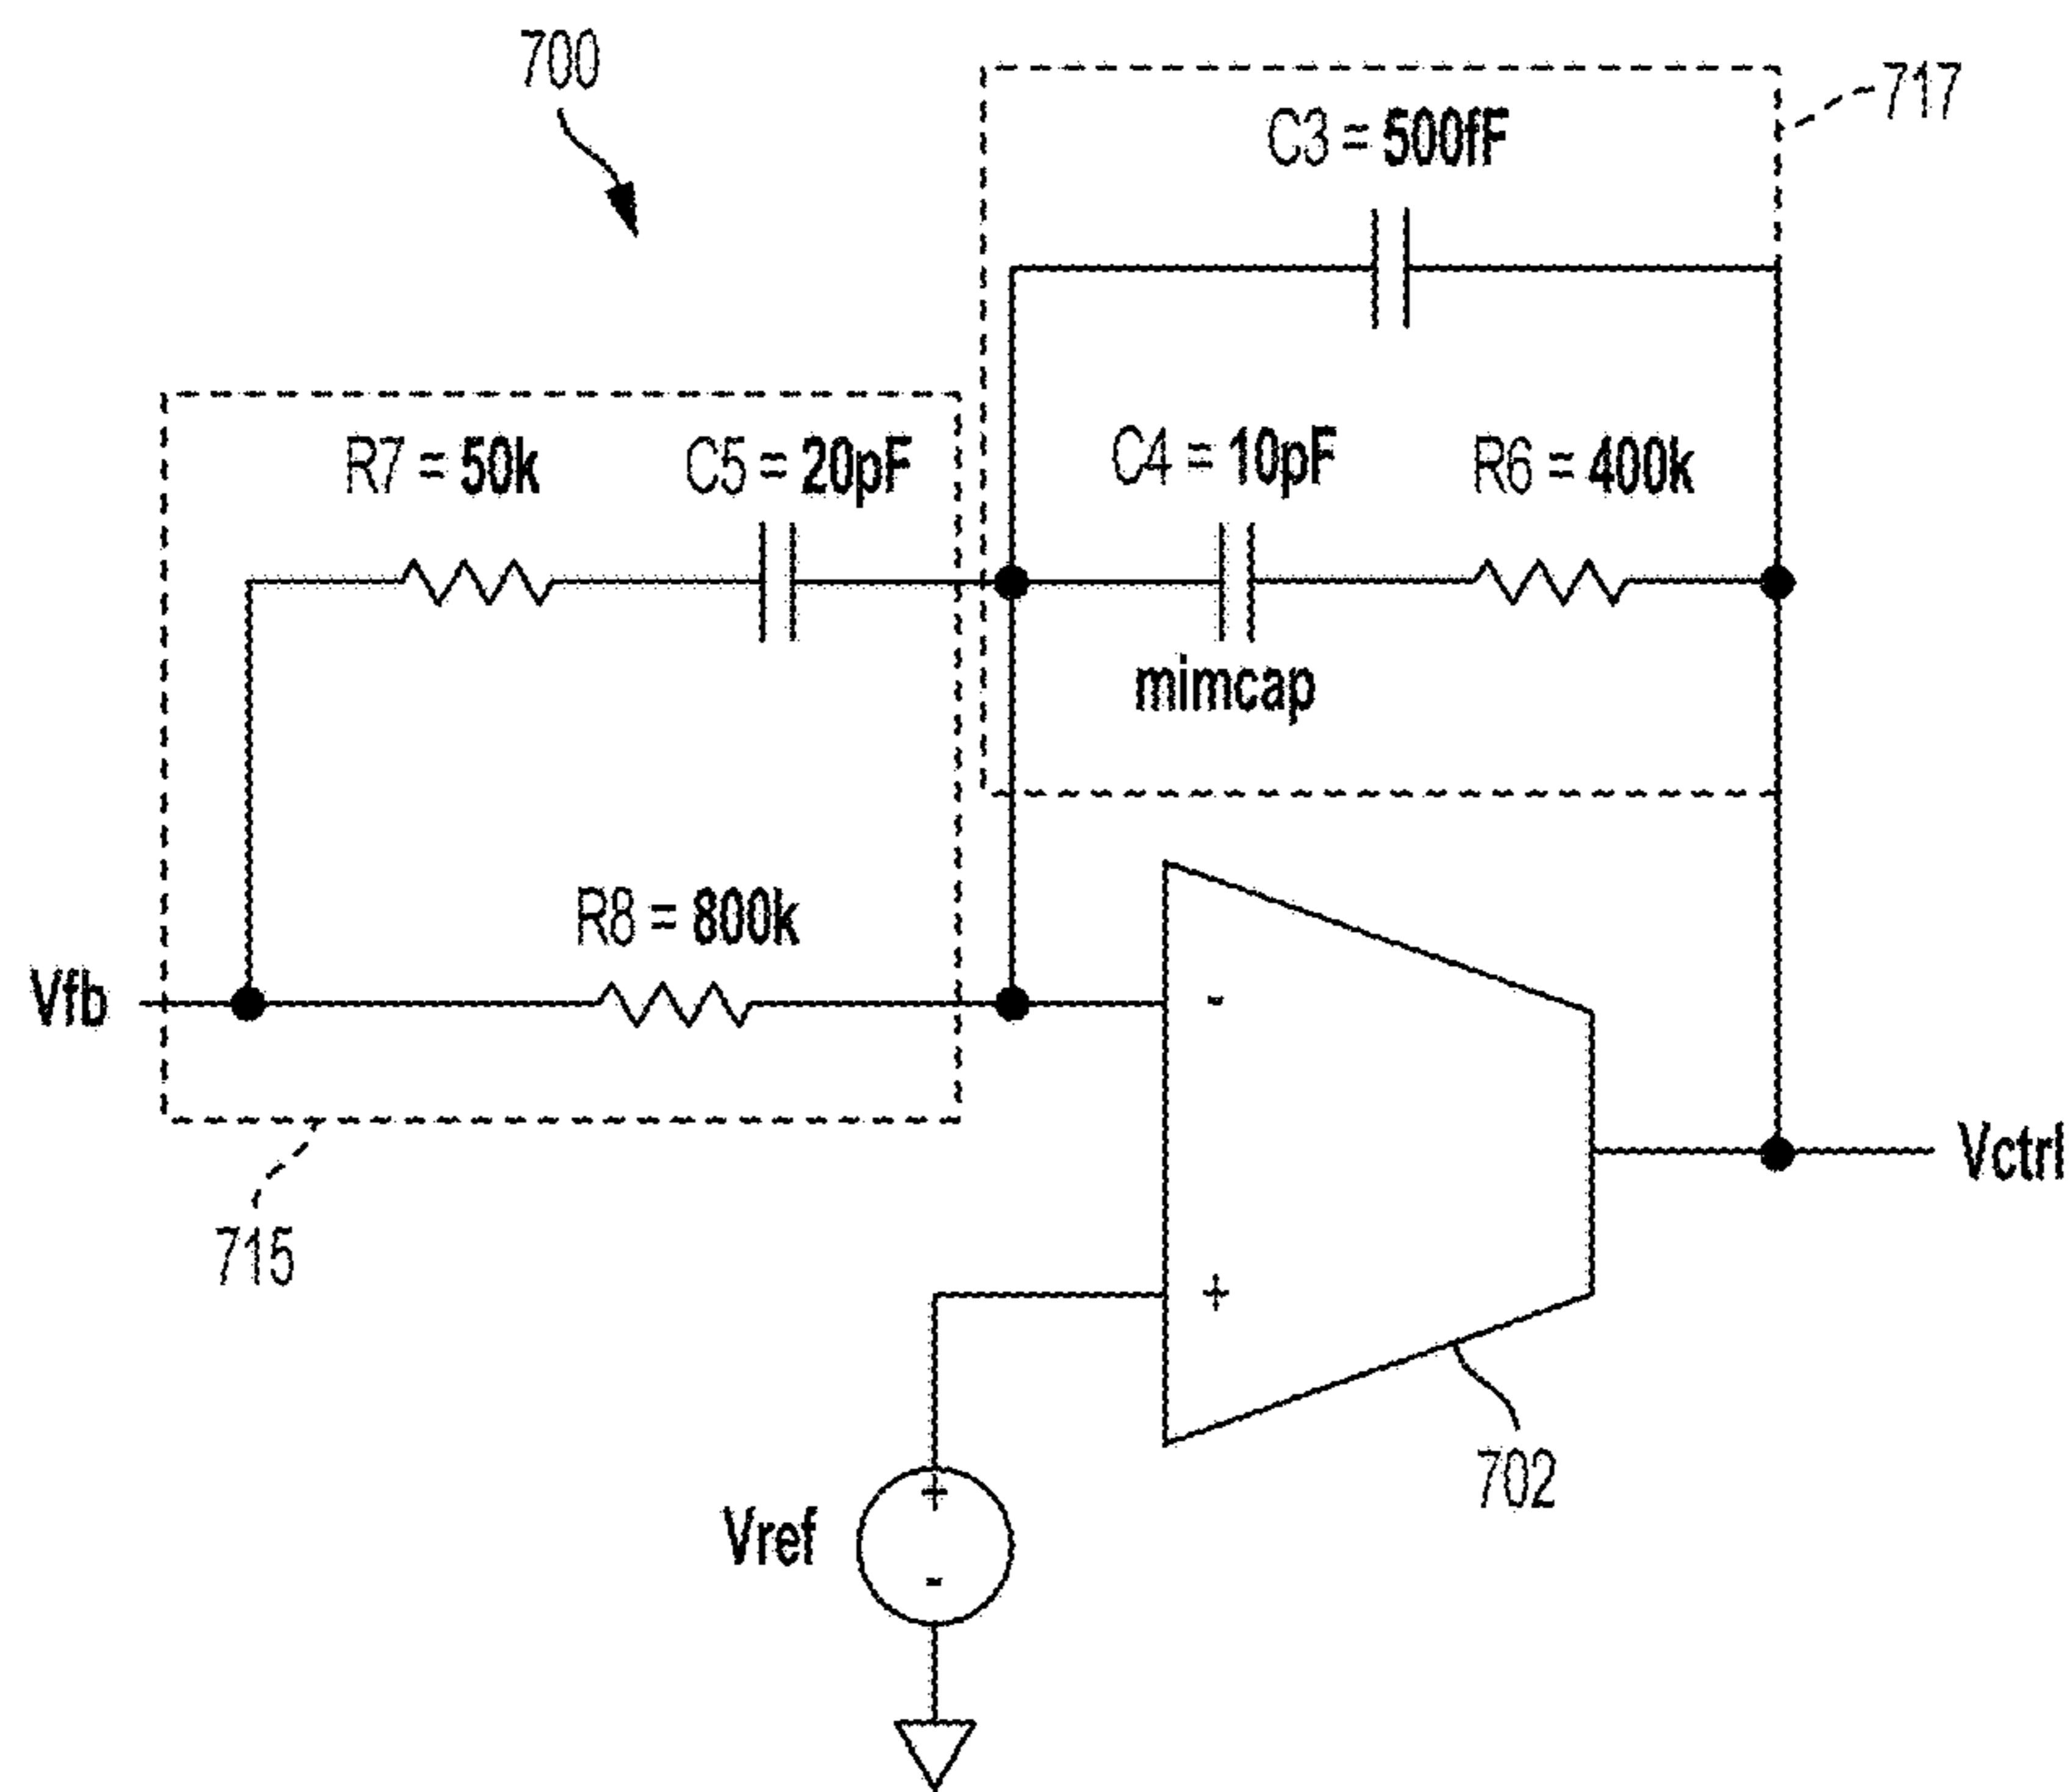 700
717
C3 = 500fF
R7 = 50k
C5 = 20pF
C4 = 10pF
R6 = 400k
mimcap
R8 = 800k
Vfb
-
Vctrl
715
+
702
+
Vref
-